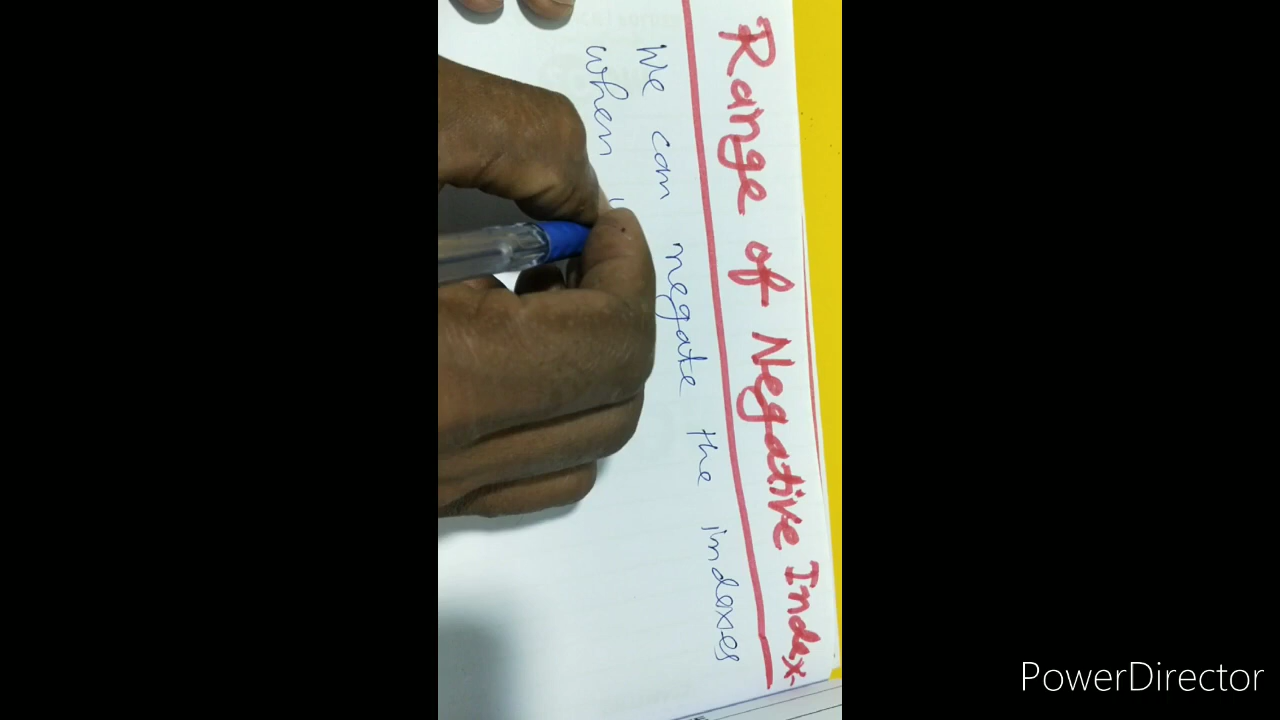 Range of Negative Index-
We can negate the indexes
when
PowerDirector